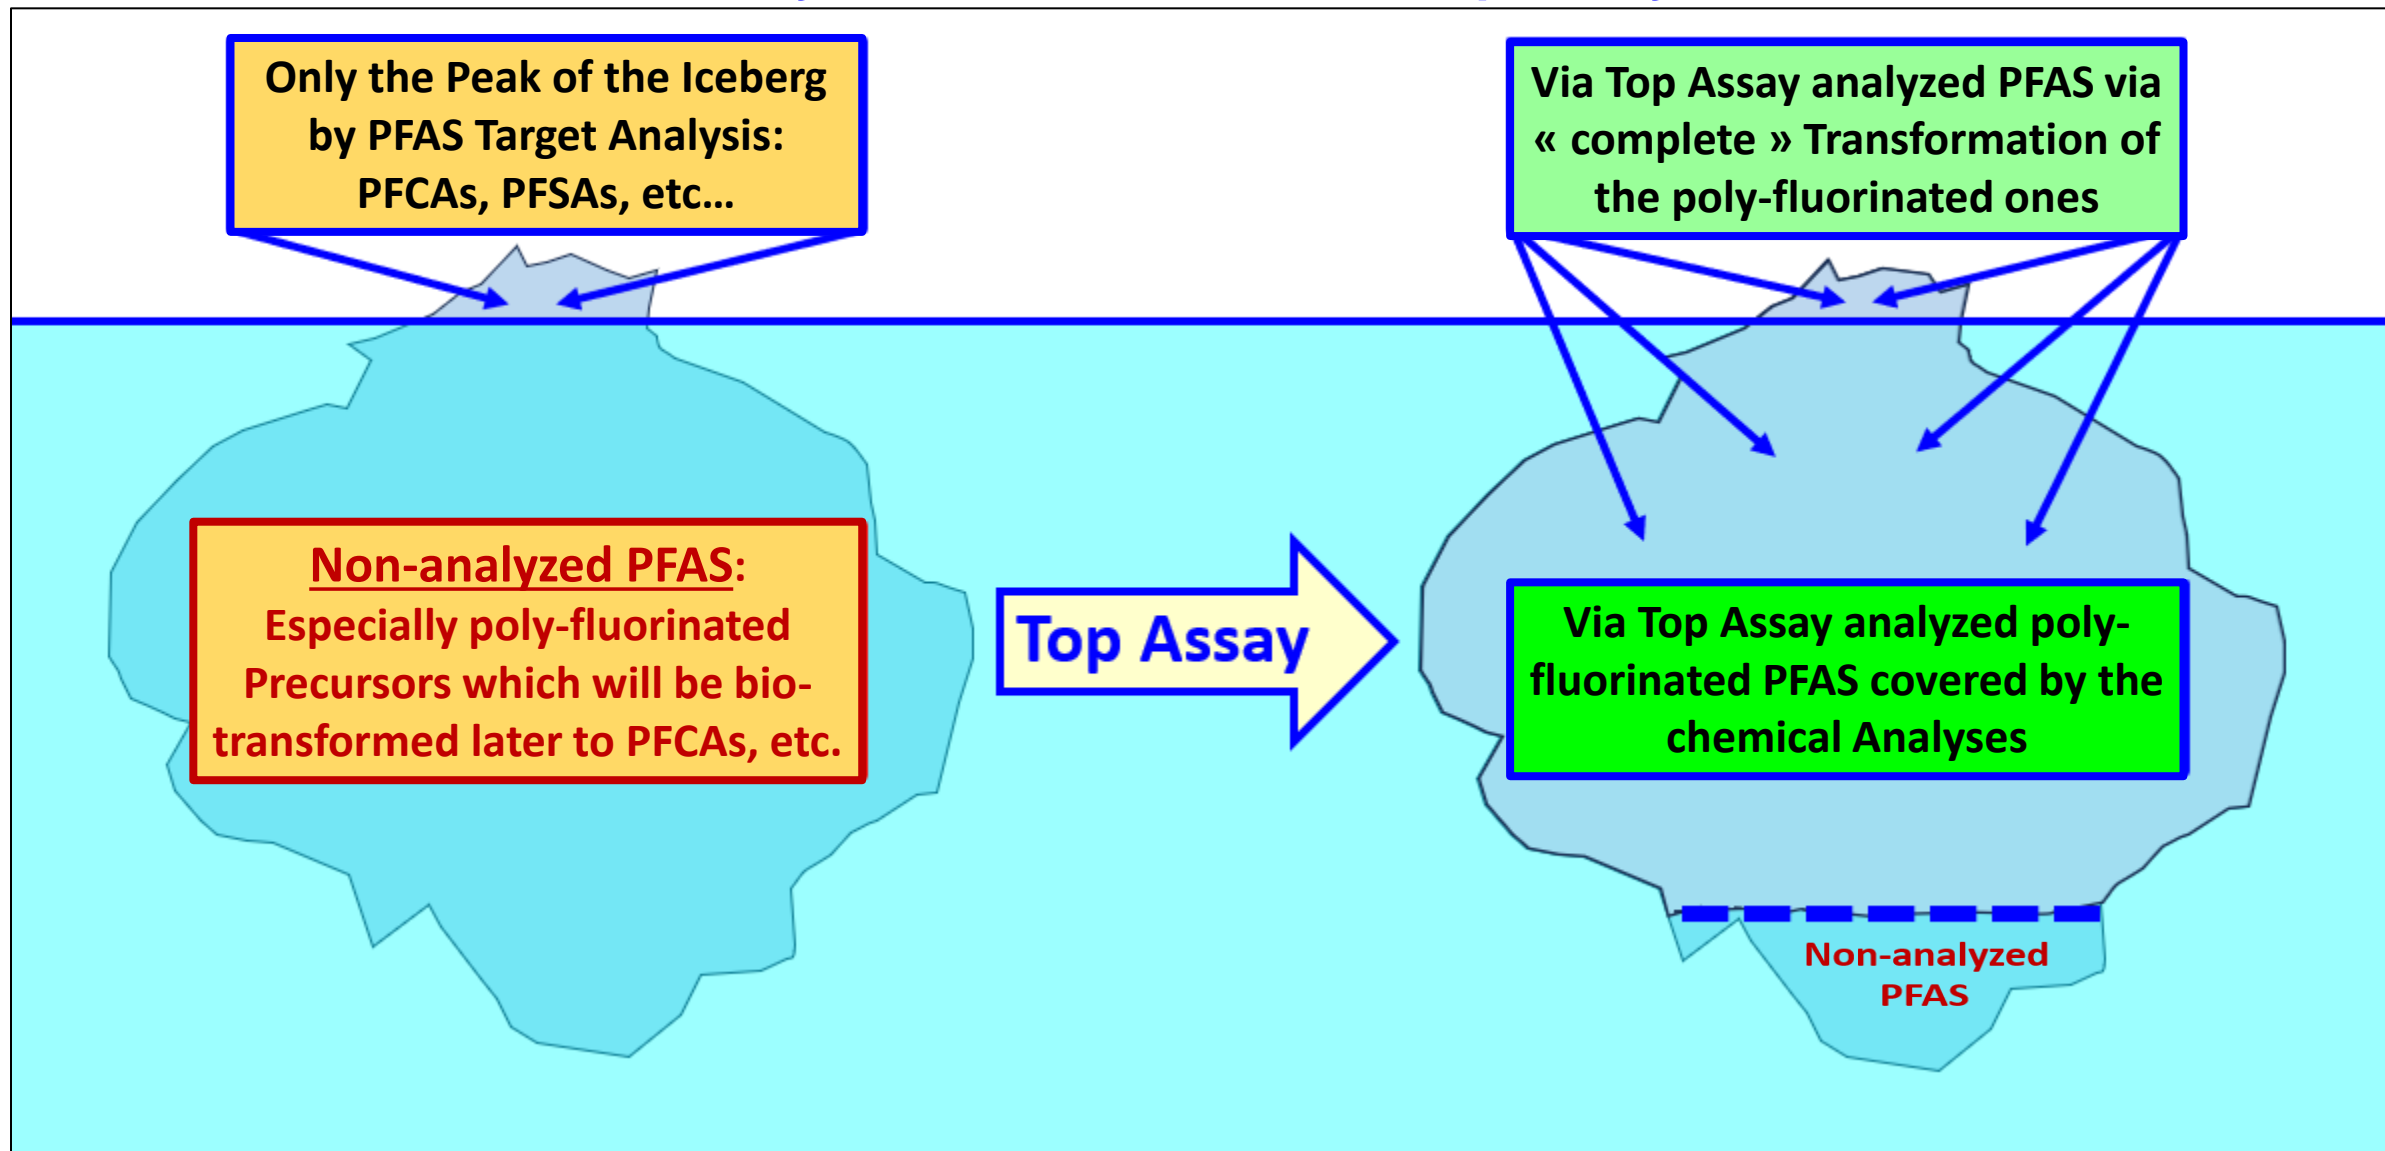 Only the Peak of the Iceberg
by PFAS Target Analysis:
PFCAs, PFSAs, etc...
Via Top Assay analyzed PFAS via
« complete » Transformation of
the poly-fluorinated ones
Non-analyzed PFAS:
Especially poly-fluorinated
Precursors which will be bio-
transformed later to PFCAs, etc.
Top Assay
Via Top Assay analyzed poly-
fluorinated PFAS covered by the
chemical Analyses
Non-analyzed
PFAS